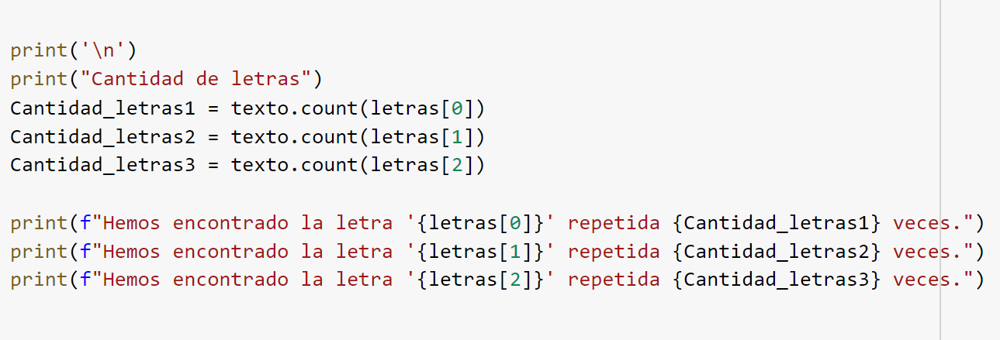 print('\n')
print("Cantidad de letras")
Cantidad_letras1 = texto.count(letras[0])
Cantidad_letras2 = texto.count(letras[1])
Cantidad_letras3 = texto.count(letras[2])
print(f"Hemos encontrado la letra '{letras[0]}' repetida {Cantidad_letras1} veces.")
print(f"Hemos encontrado la letra '{letras[1]}' repetida {Cantidad_letras2} veces.")
print(f"Hemos encontrado la letra '{letras[2]}' repetida {Cantidad_letras3} veces.")